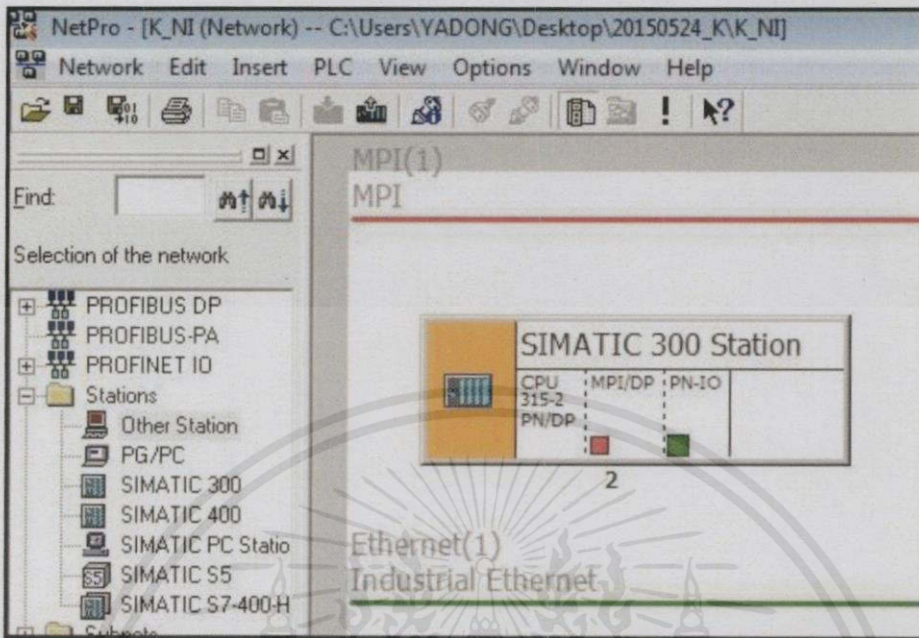 NetPro - [K_NI (Network) -- C:\Users\YADONG\Desktop\20150524_K\K_NI]
Network Edit Insert PLC View Options Window Help
Find:
Selection of the network
PROFIBUS DP
PROFIBUS-PA
PROFINET IO
Stations
Other Station
PG/PC
SIMATIC 300
SIMATIC 400
SIMATIC PC Statio
SIMATIC S5
SIMATIC S7-400-H
Subnets
MPI(1)
MPI
SIMATIC 300 Station
CPU
315-2
PN/DP
MPI/DP
PN-IO
2
Ethernet(1)
Industrial Ethernet